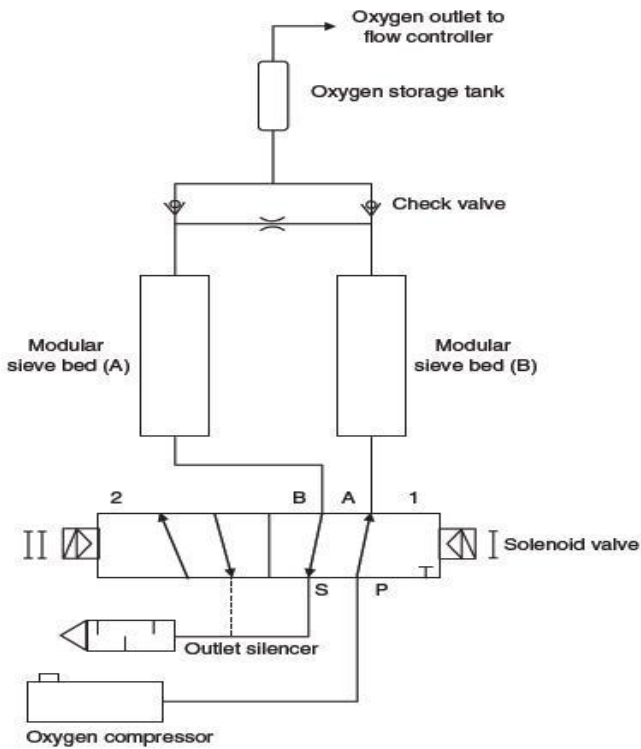 Oxygen outlet to
flow controller
Oxygen storage tank
Check valve
Modular
sieve bed (A)
Modular
sieve bed (B)
2
B
A
1
II
I
Solenoid valve
S
P
T
Outlet silencer
Oxygen compressor